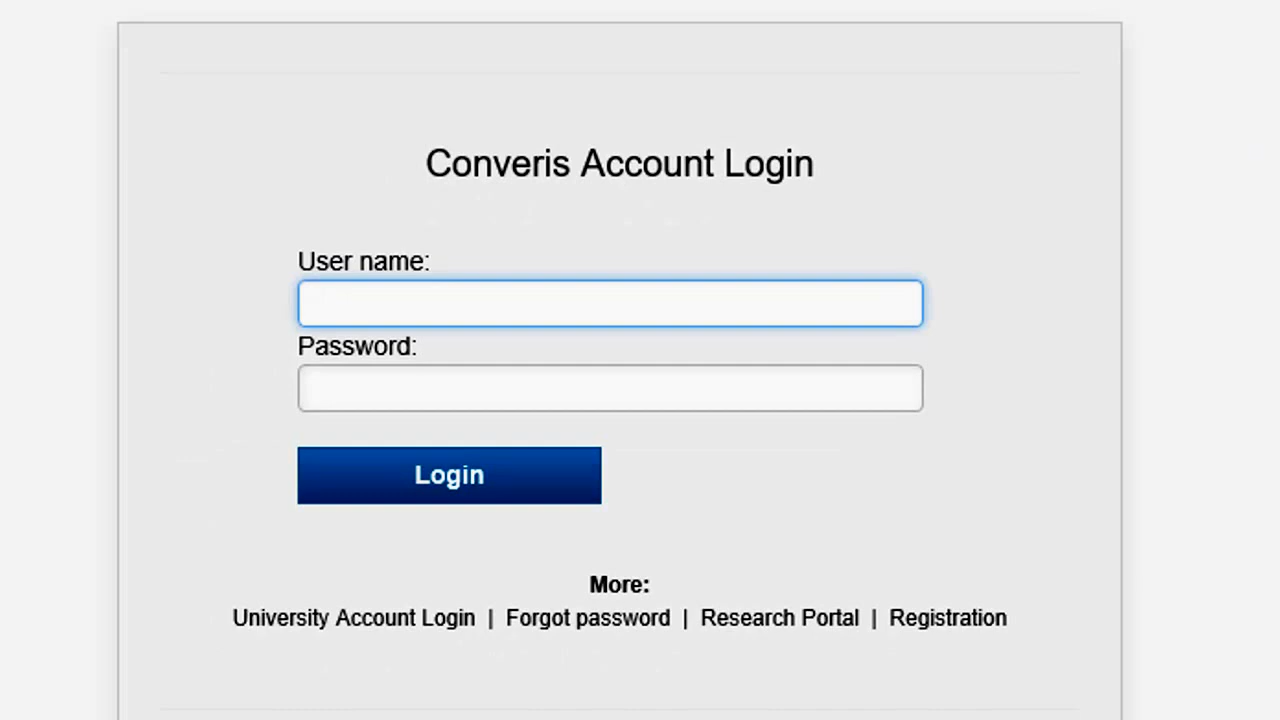 Converis Account Login
User name:
Password:
Login
More:
University Account Login | Forgot password | Research Portal | Registration